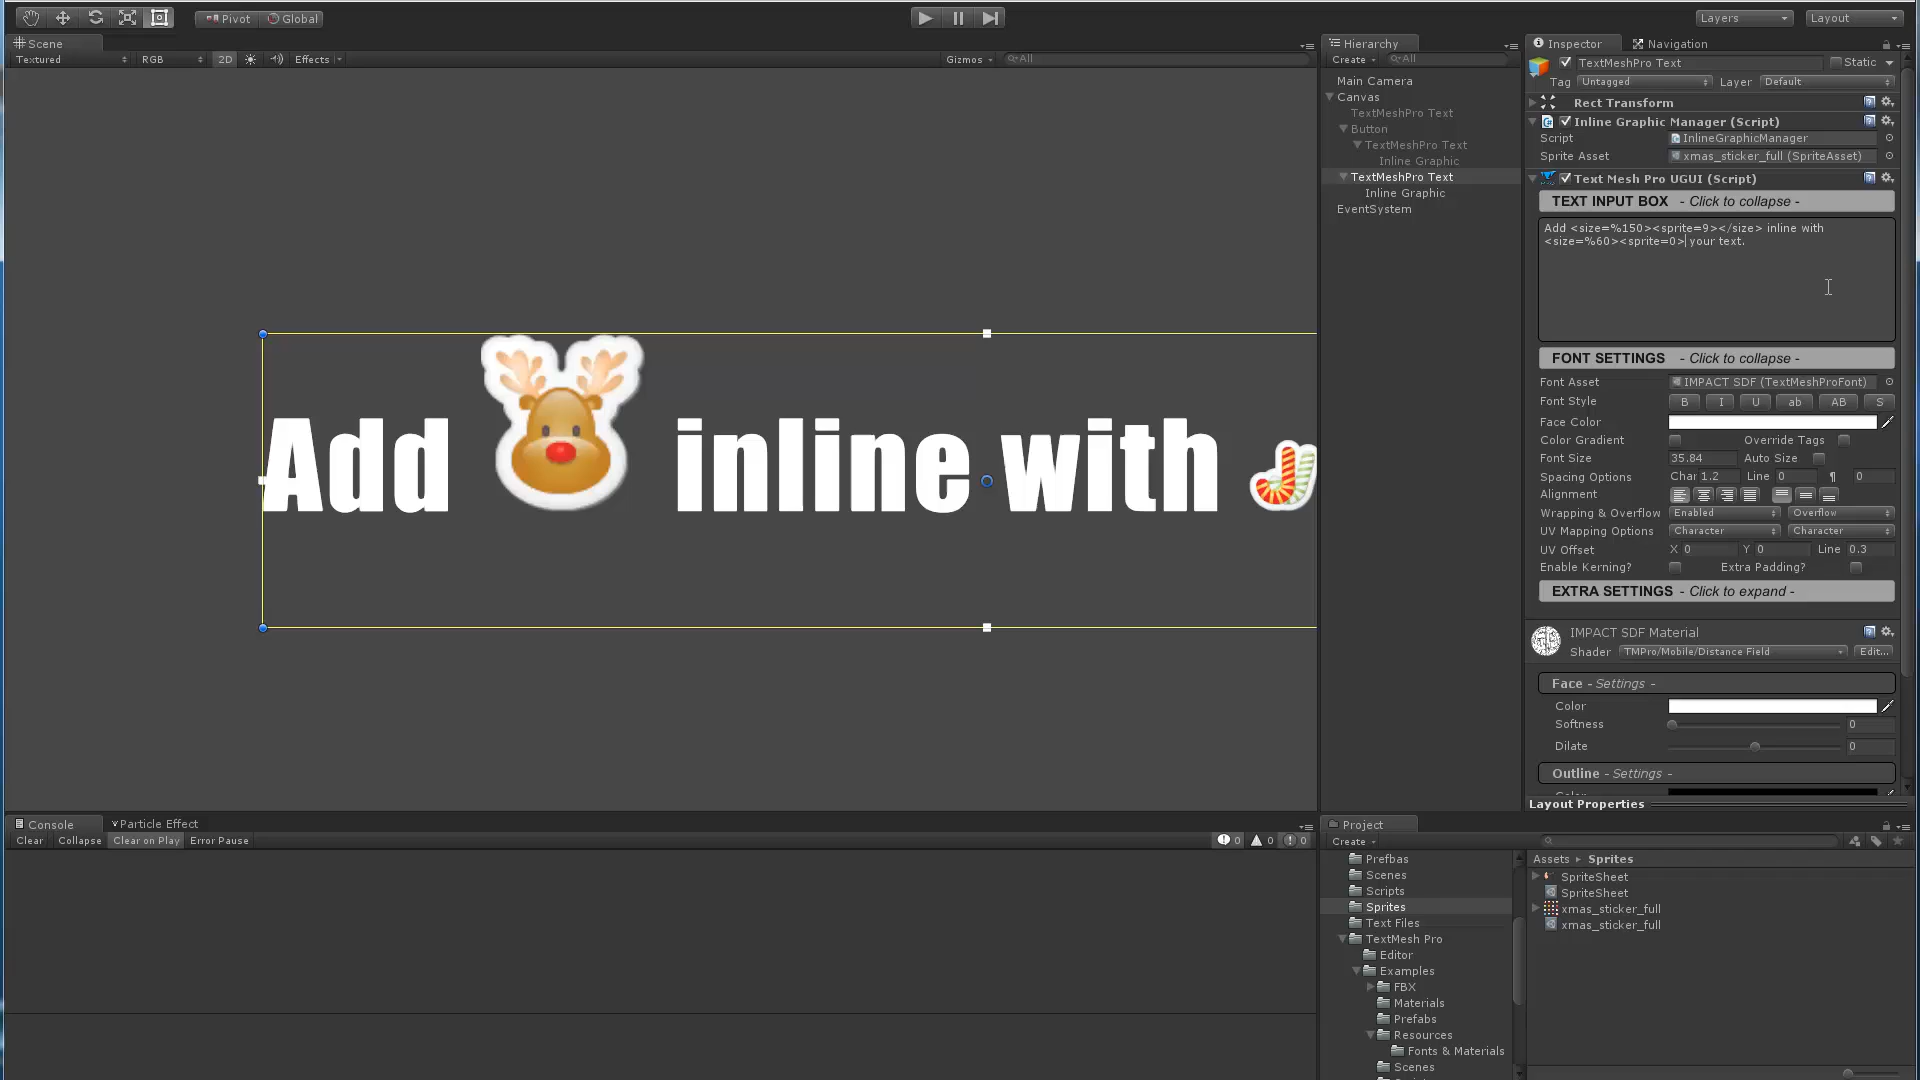 Pivot Global Layers Layout
Scene
Textured RGB 2D Effects Gizmos All
Add inline with
Console Particle Effect
Clear Collapse Clear on Play Error Pause 0 0 0
Hierarchy
Create All
Main Camera
Canvas
TextMeshPro Text
Button
TextMeshPro Text
Inline Graphic
TextMeshPro Text
Inline Graphic
EventSystem
Inspector Navigation
TextMeshPro Text Static
Tag Untagged Layer Default
Rect Transform
Inline Graphic Manager (Script)
Script InlineGraphicManager
Sprite Asset xmas_sticker_full (SpriteAsset)
Text Mesh Pro UGUI (Script)
TEXT INPUT BOX - Click to collapse -
Add <size=%150><sprite=9></size> inline with
<size=%60><sprite=0> your text.
FONT SETTINGS - Click to collapse -
Font Asset IMPACT SDF (TextMeshProFont)
Font Style B I U ab AB S
Face Color
Color Gradient Override Tags
Font Size 35.84 Auto Size
Spacing Options Char 1.2 Line 0 ¶ 0
Alignment
Wrapping & Overflow Enabled Overflow
UV Mapping Options Character Character
UV Offset X 0 Y 0 Line 0.3
Enable Kerning? Extra Padding?
EXTRA SETTINGS - Click to expand -
IMPACT SDF Material
Shader TMPro/Mobile/Distance Field Edit...
Face - Settings -
Color
Softness 0
Dilate 0
Outline - Settings -
Layout Properties
Project
Create
Prefbas
Scenes
Scripts
Sprites
Text Files
TextMesh Pro
Editor
Examples
FBX
Materials
Prefabs
Resources
Fonts & Materials
Scenes
Assets Sprites
SpriteSheet
SpriteSheet
xmas_sticker_full
xmas_sticker_full